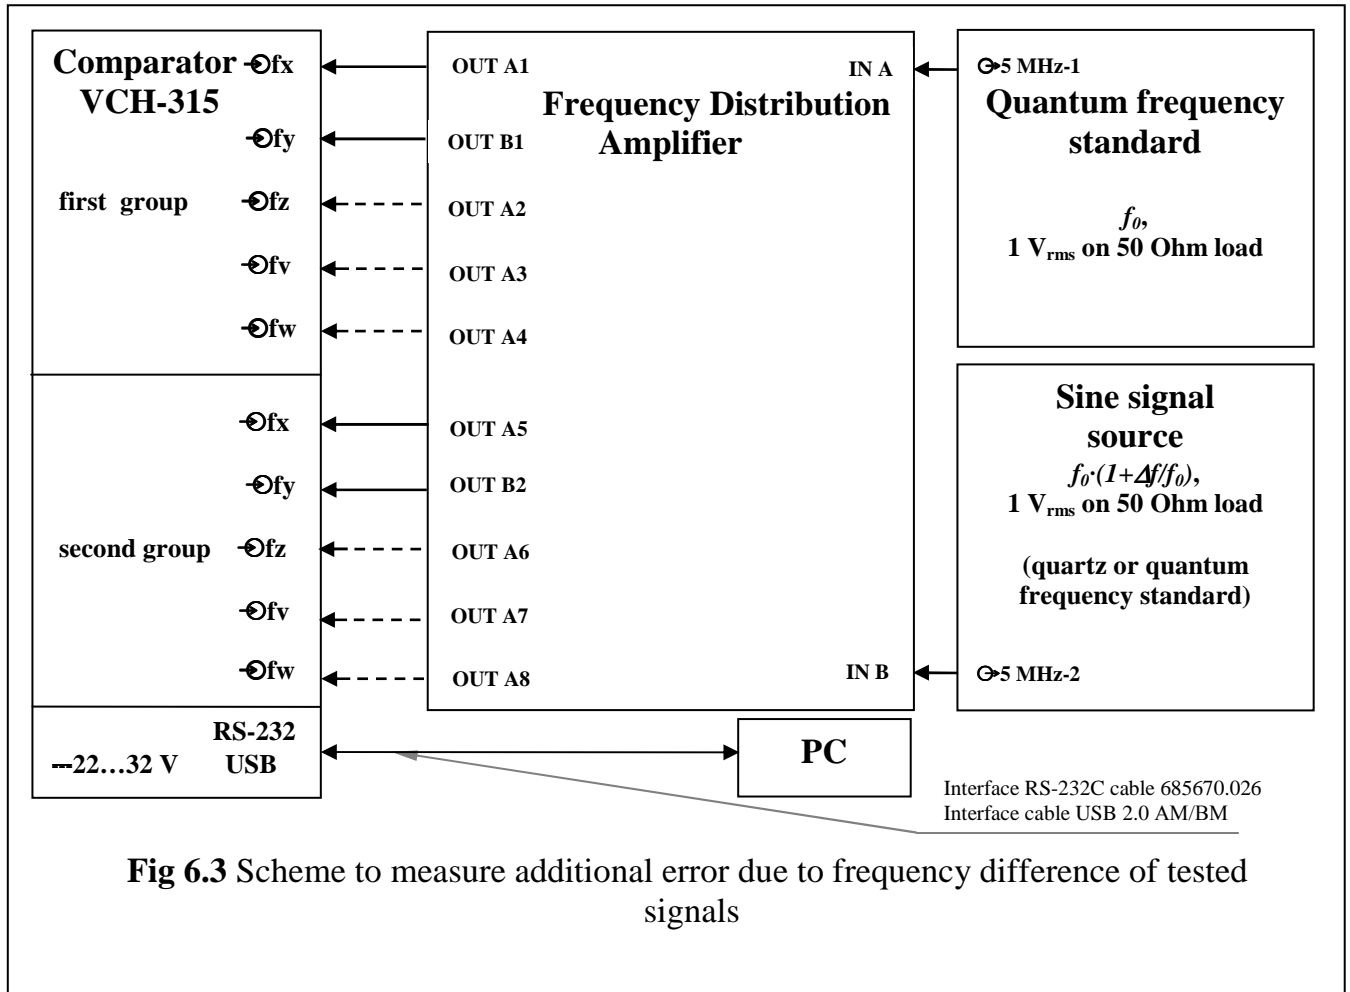 Comparator
VCH-315
fx
fy
first group
fz
fv
fw
fx
fy
second group
fz
fv
fw
RS-232
22…32 V USB
OUT A1
OUT B1
OUT A2
OUT A3
OUT A4
OUT A5
OUT B2
OUT A6
OUT A7
OUT A8
IN A
Frequency Distribution
Amplifier
IN B
5 MHz-1
Quantum frequency
standard
f0,
1 Vrms on 50 Ohm load
Sine signal
source
f0·(1+Δf/f0),
1 Vrms on 50 Ohm load
(quartz or quantum
frequency standard)
5 MHz-2
PC
Interface RS-232C cable 685670.026
Interface cable USB 2.0 AM/BM
Fig 6.3 Scheme to measure additional error due to frequency difference of tested
signals